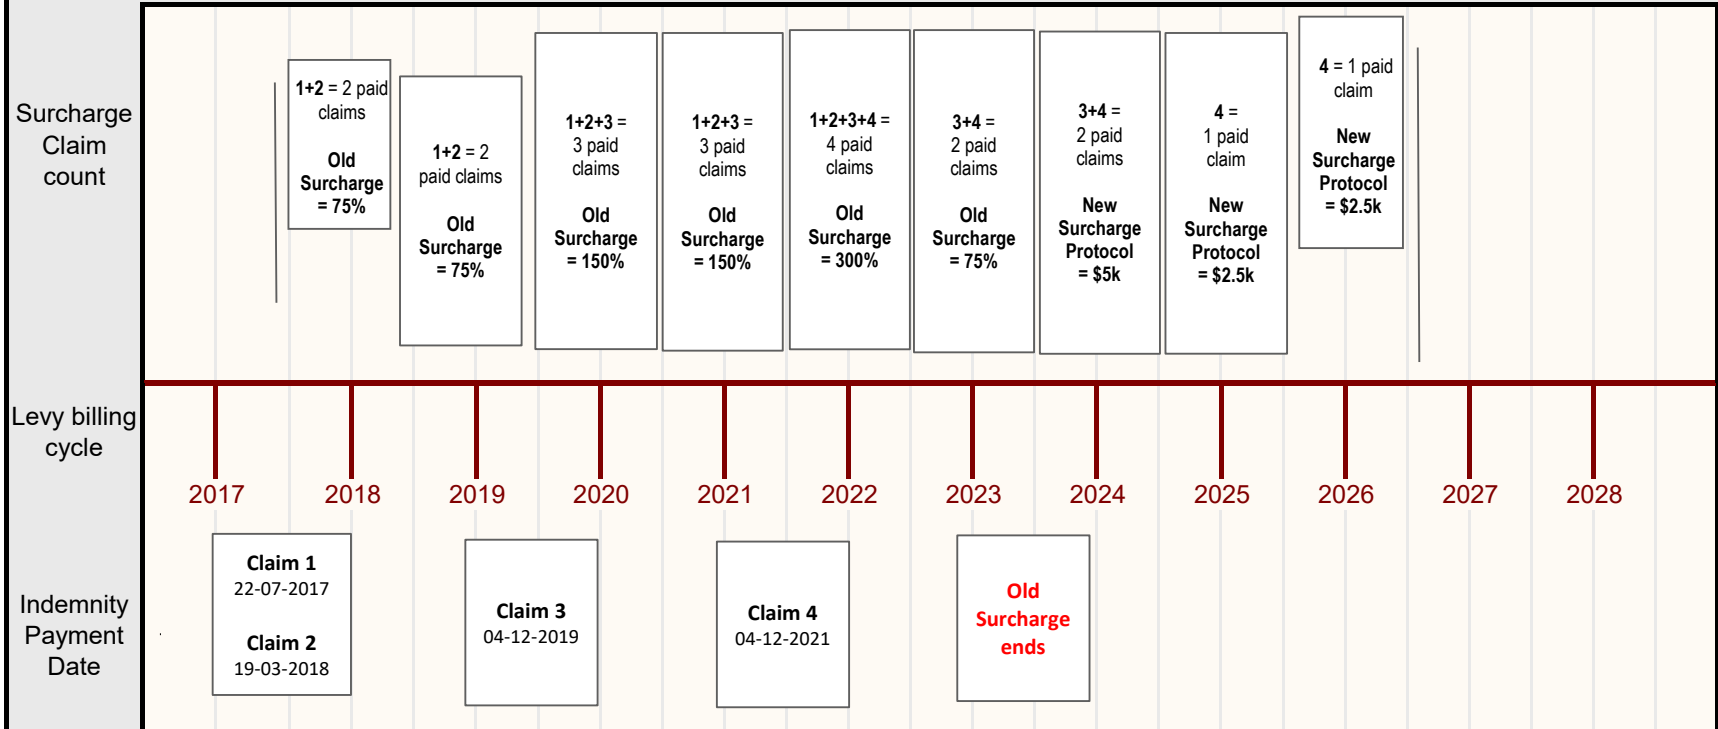 Surcharge
Claim
count
1+2 = 2 paid
claims
Old
Surcharge
= 75%
1+2 = 2
paid claims
Old
Surcharge
= 75%
1+2+3 =
3 paid
claims
Old
Surcharge
= 150%
1+2+3 =
3 paid
claims
Old
Surcharge
= 150%
1+2+3+4 =
4 paid
claims
Old
Surcharge
= 300%
3+4 =
2 paid
claims
Old
Surcharge
= 75%
3+4 =
2 paid
claims
New
Surcharge
Protocol
= $5k
4 =
1 paid
claim
New
Surcharge
Protocol
= $2.5k
4 = 1 paid
claim
New
Surcharge
Protocol
= $2.5k
Levy billing
cycle
2017
2018
2019
2020
2021
2022
2023
2024
2025
2026
2027
2028
Indemnity
Payment
Date
Claim 1
22-07-2017
Claim 2
19-03-2018
Claim 3
04-12-2019
Claim 4
04-12-2021
Old
Surcharge
ends